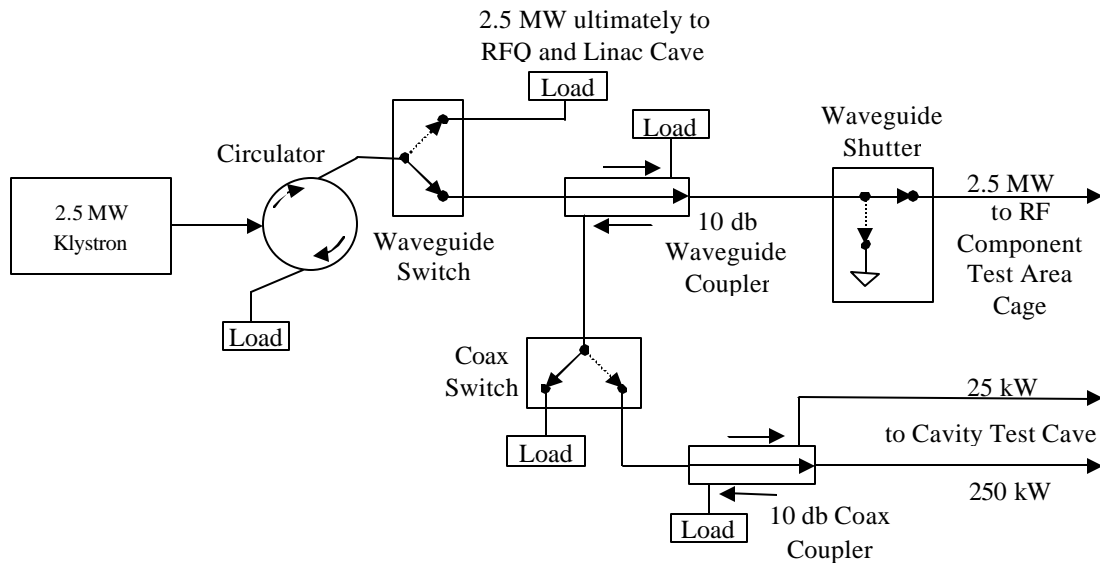 2.5 MW ultimately to
RFQ and Linac Cave
Load
Load
Waveguide
Shutter
Circulator
2.5 MW
Klystron
2.5 MW
to RF
Component
Test Area
Cage
10 db
Waveguide
Coupler
Waveguide
Switch
Load
Coax
Switch
25 kW
Load
to Cavity Test Cave
250 kW
Load
10 db Coax
Coupler